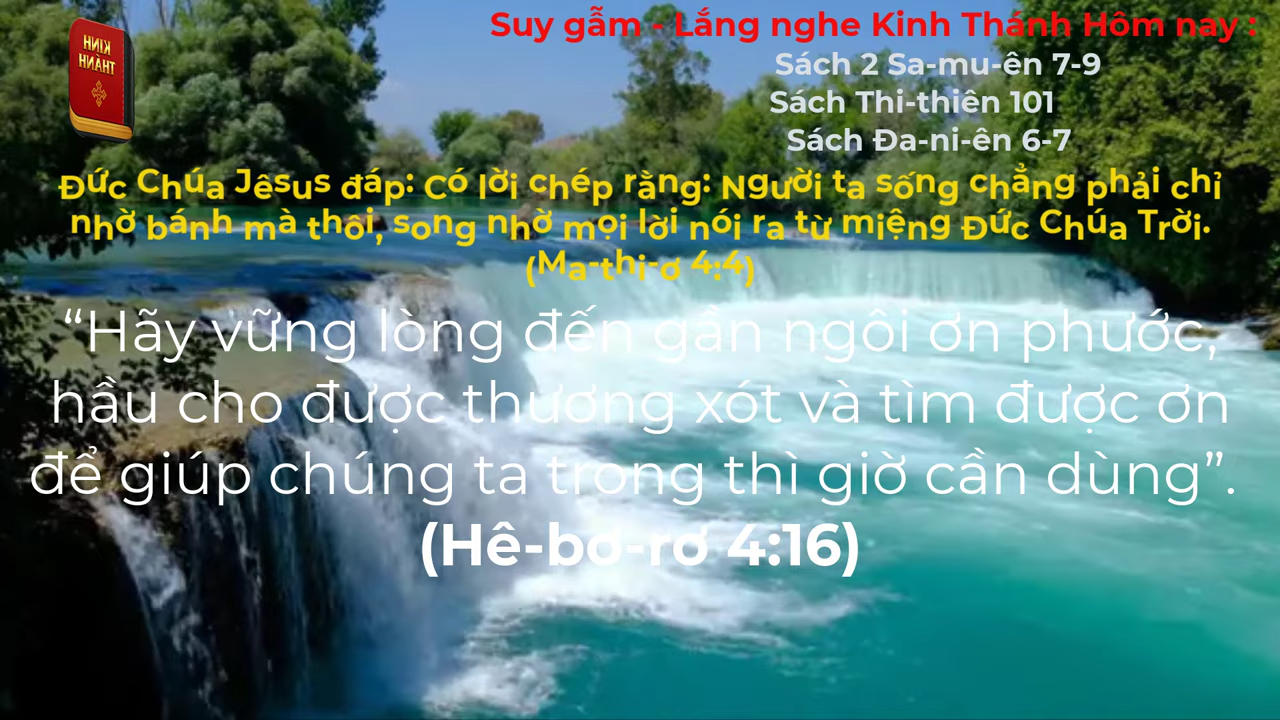 KINH
THÁNH
Suy gẫm - Lắng nghe Kinh Thánh Hôm nay :
Sách 2 Sa-mu-ên 7-9
Sách Thi-thiên 101
Sách Đa-ni-ên 6-7
Đức Chúa Jêsus đáp: Có lời chép rằng: Người ta sống chẳng phải chỉ
nhờ bánh mà thôi, song nhờ mọi lời nói ra từ miệng Đức Chúa Trời.
(Ma-thi-ơ 4:4)
“Hãy vững lòng đến gần ngôi ơn phước,
hầu cho được thương xót và tìm được ơn
để giúp chúng ta trong thì giờ cần dùng”.
(Hê-bơ-rơ 4:16)